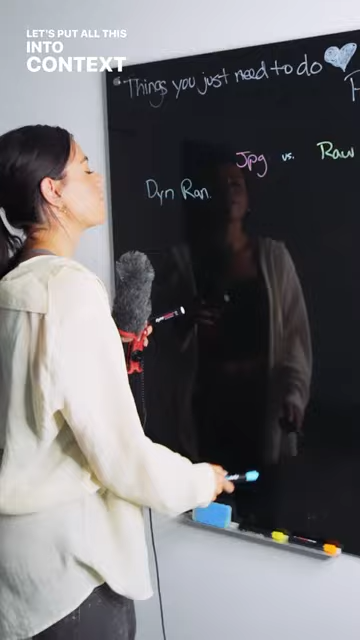 LET'S PUT ALL THIS
INTO
CONTEXT
Things you just need to do
Jpg vs. Raw
Dyn Ran.